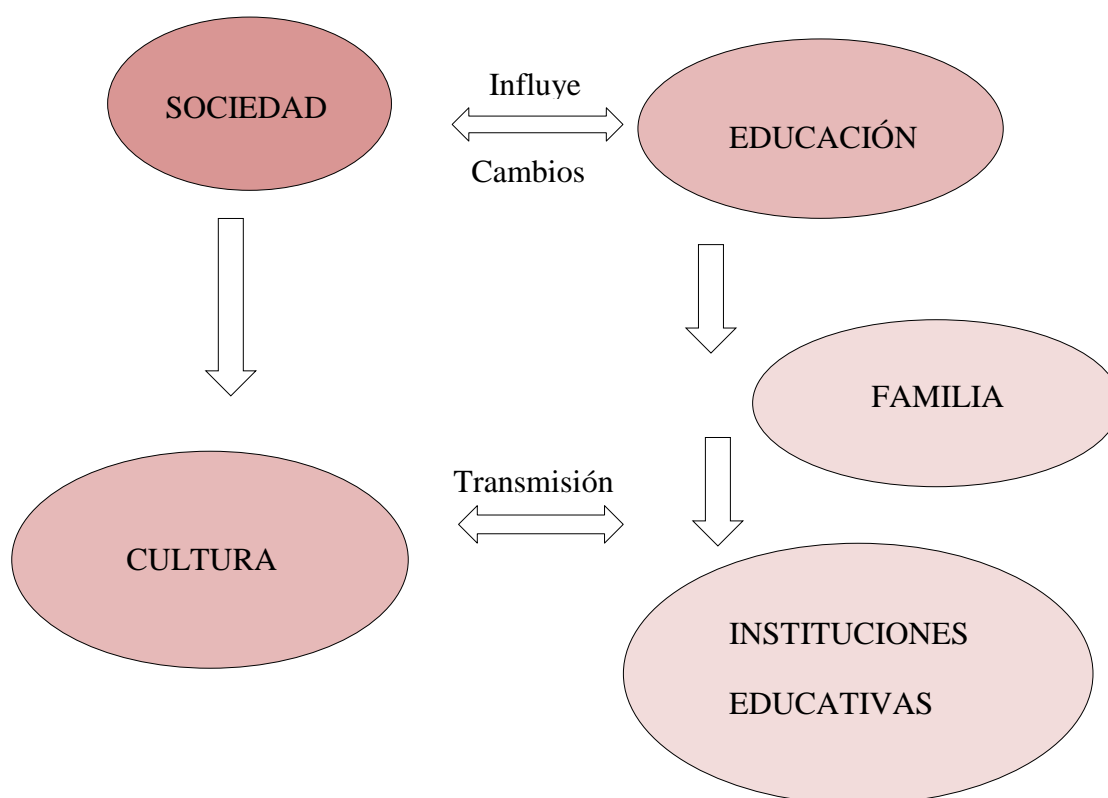 SOCIEDAD
Influye
Cambios
EDUCACIÓN
FAMILIA
Transmisión
CULTURA
INSTITUCIONES
EDUCATIVAS